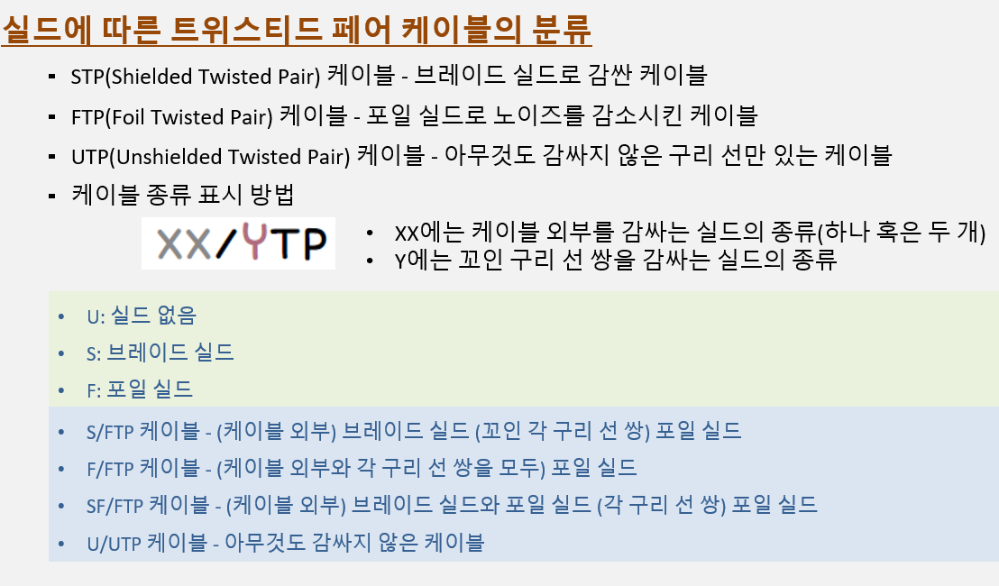 실드에 따른 트위스티드 페어 케이블의 분류
▪ STP(Shielded Twisted Pair) 케이블 - 브레이드 실드로 감싼 케이블
▪ FTP(Foil Twisted Pair) 케이블 - 포일 실드로 노이즈를 감소시킨 케이블
▪ UTP(Unshielded Twisted Pair) 케이블 - 아무것도 감싸지 않은 구리 선만 있는 케이블
▪ 케이블 종류 표시 방법
XX/YTP
• XX에는 케이블 외부를 감싸는 실드의 종류(하나 혹은 두 개)
• Y에는 꼬인 구리 선 쌍을 감싸는 실드의 종류
• U: 실드 없음
• S: 브레이드 실드
• F: 포일 실드
• S/FTP 케이블 - (케이블 외부) 브레이드 실드 (꼬인 각 구리 선 쌍) 포일 실드
• F/FTP 케이블 - (케이블 외부와 각 구리 선 쌍을 모두) 포일 실드
• SF/FTP 케이블 - (케이블 외부) 브레이드 실드와 포일 실드 (각 구리 선 쌍) 포일 실드
• U/UTP 케이블 - 아무것도 감싸지 않은 케이블